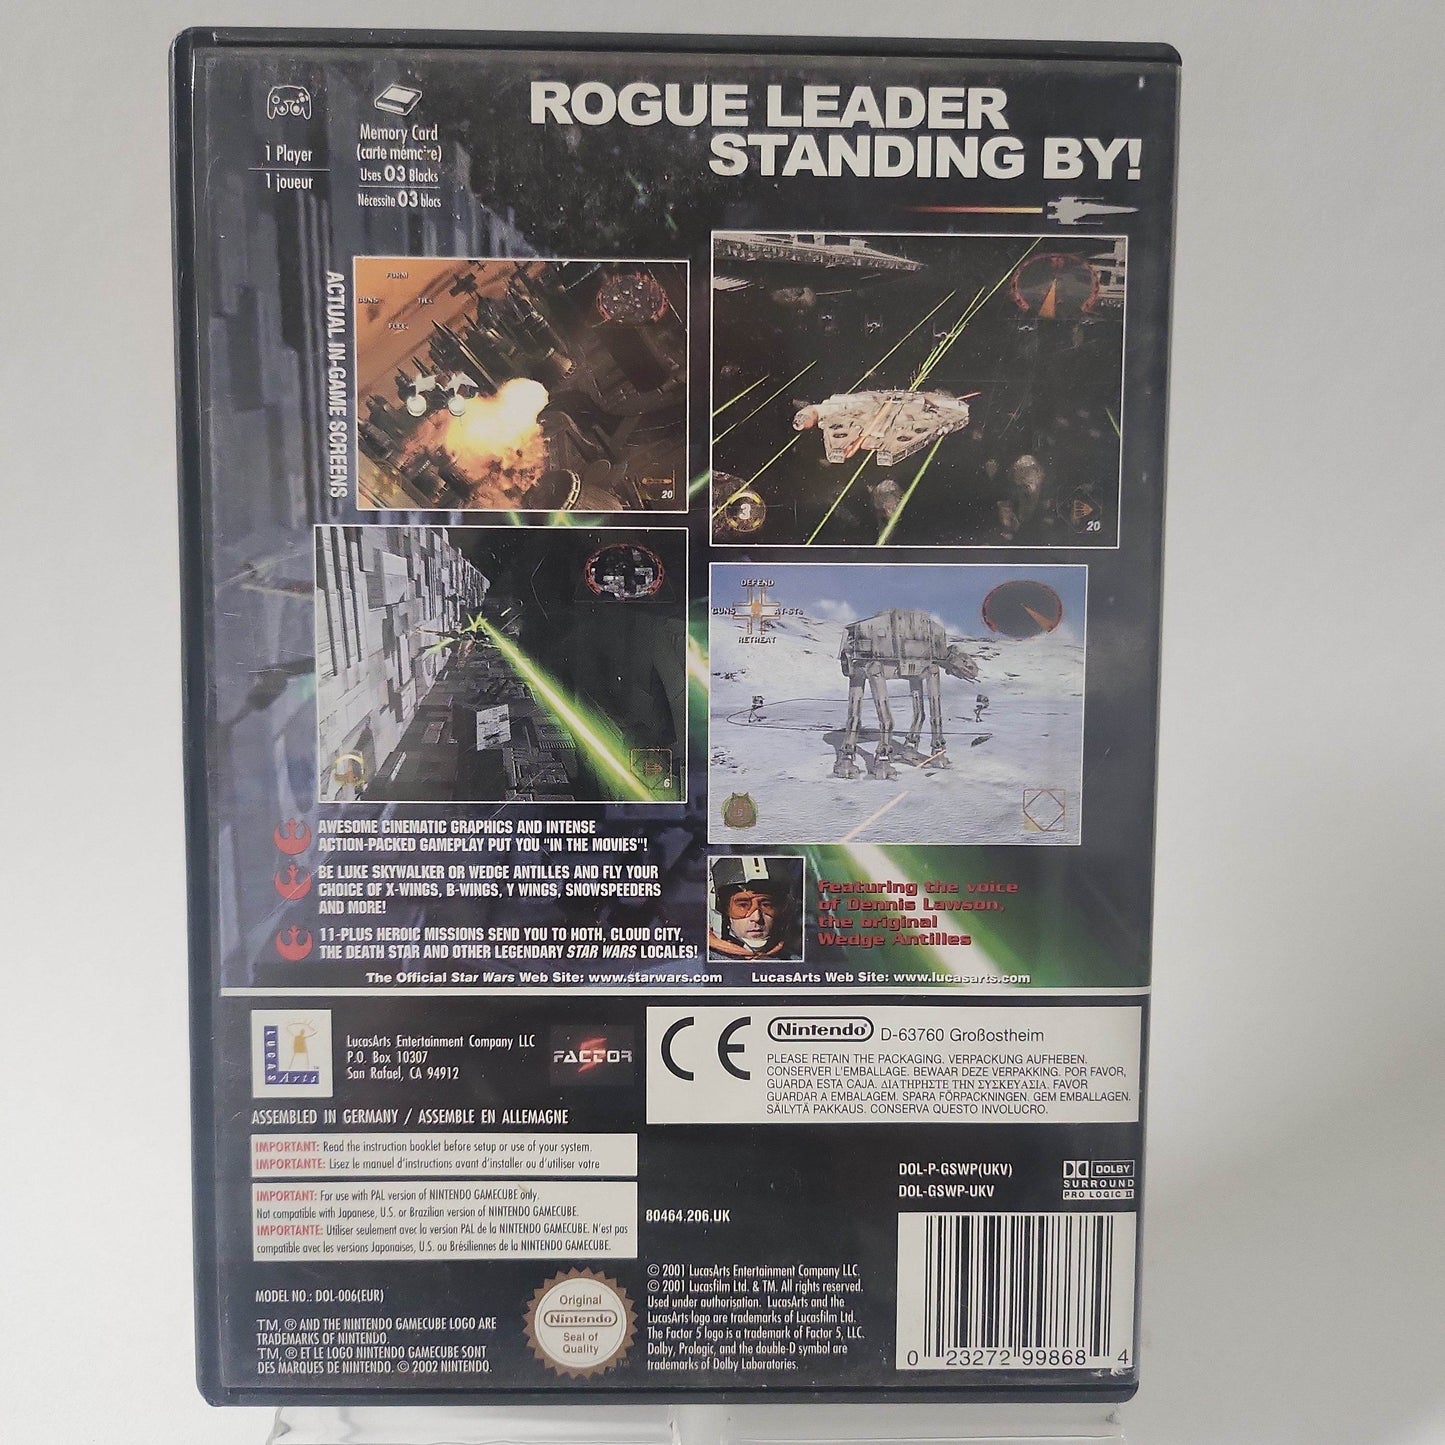 ROGUE LEADER
STANDING BY!
1 Player
1 joueur
Memory Card
(carte mémoire)
Uses 03 Blocks
Nécessite 03 blocs
ACTUAL IN-GAME SCREENS
FORM
GUNS TIEs
FLEE
20
3
20
6
DEFEND
GUNS AT-STs
RETREAT
AWESOME CINEMATIC GRAPHICS AND INTENSE
ACTION-PACKED GAMEPLAY PUT YOU "IN THE MOVIES"!
BE LUKE SKYWALKER OR WEDGE ANTILLES AND FLY YOUR
CHOICE OF X-WINGS, B-WINGS, Y WINGS, SNOWSPEEDERS
AND MORE!
11-PLUS HEROIC MISSIONS SEND YOU TO HOTH, CLOUD CITY,
THE DEATH STAR AND OTHER LEGENDARY STAR WARS LOCALES!
Featuring the voice
of Dennis Lawson,
the original
Wedge Antilles
The Official Star Wars Web Site: www.starwars.com LucasArts Web Site: www.lucasarts.com
LUCAS
Arts
LucasArts Entertainment Company LLC
P.O. Box 10307
San Rafael, CA 94912
FACTOR 5
CE
Nintendo D-63760 Großostheim
PLEASE RETAIN THE PACKAGING. VERPACKUNG AUFHEBEN.
CONSERVER L'EMBALLAGE. BEWAAR DEZE VERPAKKING. POR FAVOR,
GUARDA ESTA CAJA. ΔΙΑΤΗΡΗΣΤΕ ΤΗΝ ΣΥΣΚΕΥΑΣΙΑ. FAVOR
GUARDAR A EMBALAGEM. SPARA FÖRPACKNINGEN. GEM EMBALLAGEN.
SÄILYTÄ PAKKAUS. CONSERVA QUESTO INVOLUCRO.
ASSEMBLED IN GERMANY / ASSEMBLE EN ALLEMAGNE
IMPORTANT: Read the instruction booklet before setup or use of your system.
IMPORTANTE: Lisez le manuel d'instructions avant d'installer ou d'utiliser votre
IMPORTANT: For use with PAL version of NINTENDO GAMECUBE only.
Not compatible with Japanese, U.S. or Brazilian version of NINTENDO GAMECUBE.
IMPORTANTE: Utiliser seulement avec la version PAL de la NINTENDO GAMECUBE. N'est pas
compatible avec les versions Japonaises, U.S. ou Brésiliennes de la NINTENDO GAMECUBE.
DOL-P-GSWP(UKV)
DOL-GSWP-UKV
DOLBY
SURROUND
PRO LOGIC II
80464.206.UK
MODEL NO.: DOL-006(EUR)
TM, ® AND THE NINTENDO GAMECUBE LOGO ARE
TRADEMARKS OF NINTENDO.
TM, ® ET LE LOGO NINTENDO GAMECUBE SONT
DES MARQUES DE NINTENDO. © 2002 NINTENDO.
Original
Nintendo
Seal of
Quality
© 2001 LucasArts Entertainment Company LLC.
© 2001 Lucasfilm Ltd. & TM. All rights reserved.
Used under authorisation. LucasArts and the
LucasArts logo are trademarks of Lucasfilm Ltd.
The Factor 5 logo is a trademark of Factor 5, LLC.
Dolby, Prologic, and the double-D symbol are
trademarks of Dolby Laboratories.
0 23272 99868 4